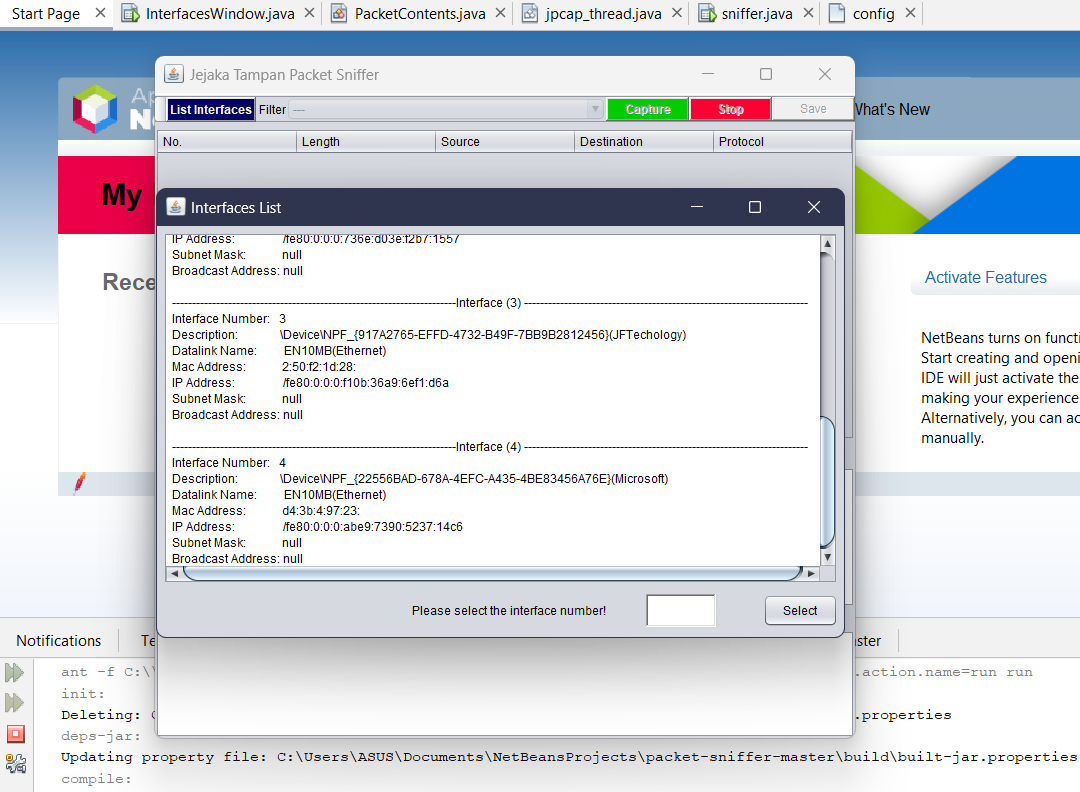 Start Page
InterfacesWindow.java
PacketContents.java
jpcap_thread.java
sniffer.java
config
Jejaka Tampan Packet Sniffer
List Interfaces Filter --- Capture Stop Save
What's New
No. Length Source Destination Protocol
My
Interfaces List
IP Address: /fe80:0:0:0:736e:d03e:f2b7:1557
Subnet Mask: null
Broadcast Address: null
Rece
Activate Features
----------Interface (3) ----------
Interface Number: 3
Description: \Device\NPF_{917A2765-EFFD-4732-B49F-7BB9B2812456}(JFTechology)
Datalink Name: EN10MB(Ethernet)
Mac Address: 2:50:f2:1d:28:
IP Address: /fe80:0:0:0:f10b:36a9:6ef1:d6a
Subnet Mask: null
Broadcast Address: null
----------Interface (4) ----------
Interface Number: 4
Description: \Device\NPF_{22556BAD-678A-4EFC-A435-4BE83456A76E}(Microsoft)
Datalink Name: EN10MB(Ethernet)
Mac Address: d4:3b:4:97:23:
IP Address: /fe80:0:0:0:abe9:7390:5237:14c6
Subnet Mask: null
Broadcast Address: null
NetBeans turns on functi
Start creating and openi
IDE will just activate the
making your experience
Alternatively, you can ac
manually.
Please select the interface number!
Select
Notifications
Te
ster
ant -f C:\
.action.name=run run
init:
Deleting:
.properties
deps-jar:
Updating property file: C:\Users\ASUS\Documents\NetBeansProjects\packet-sniffer-master\build\built-jar.properties
compile: